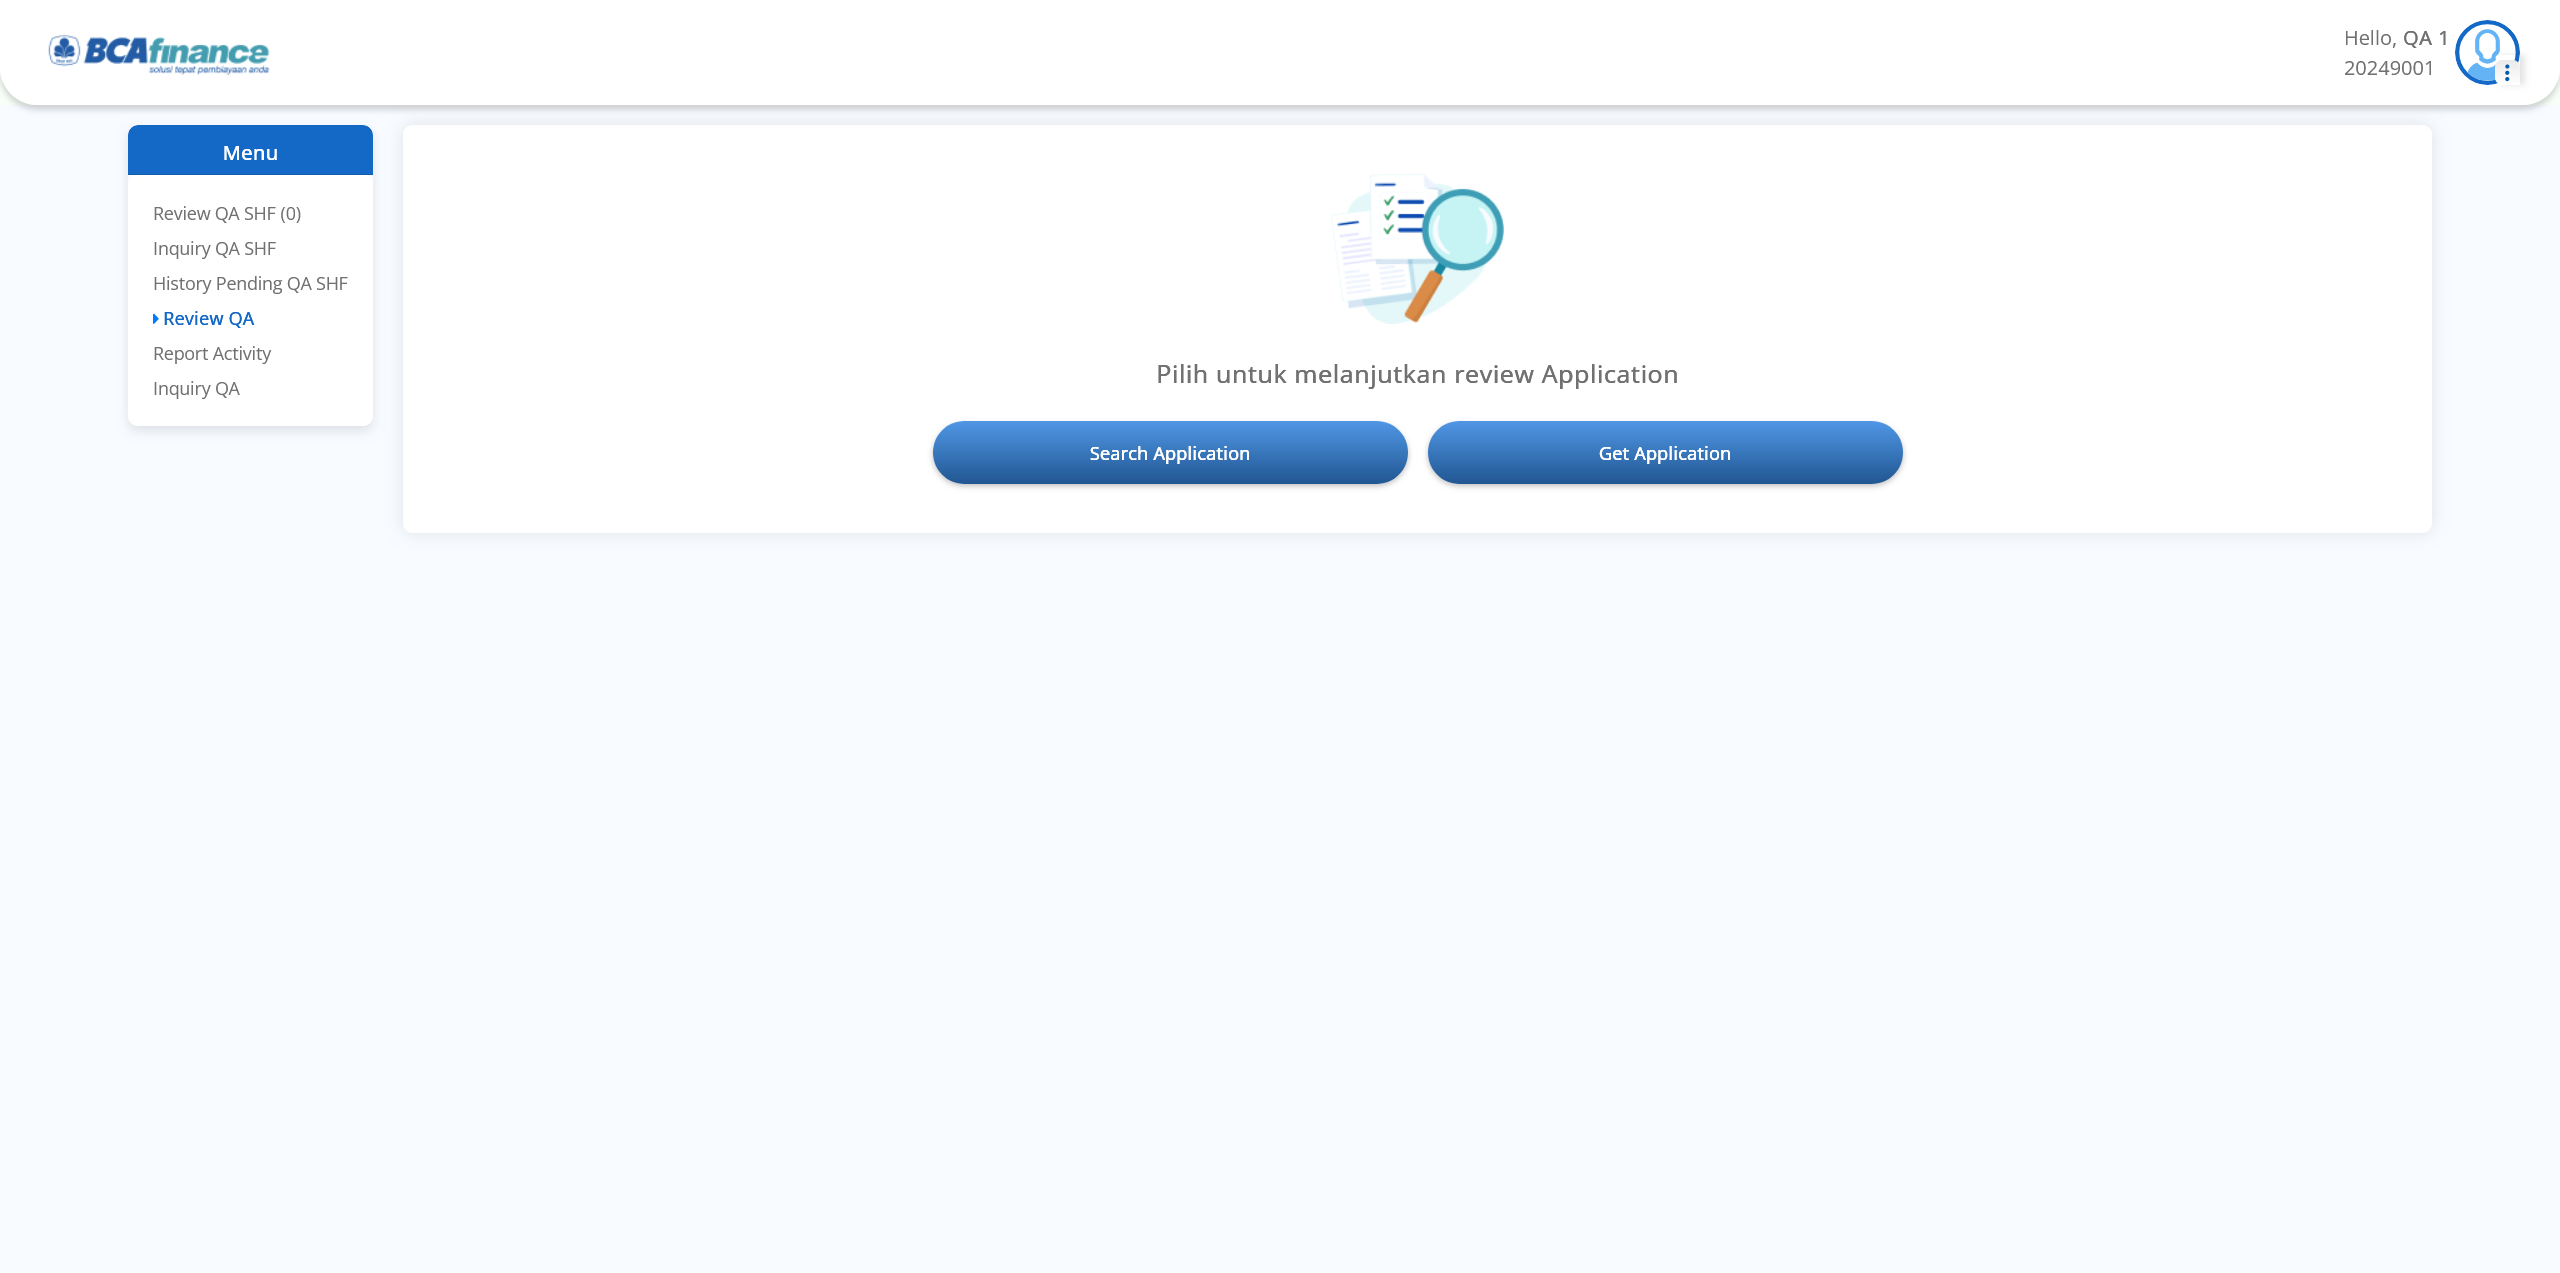 BCAfinance
solusi tepat pembiayaan anda
Hello, QA 1
20249001
Menu
Review QA SHF (0)
Inquiry QA SHF
History Pending QA SHF
Review QA
Report Activity
Inquiry QA
Pilih untuk melanjutkan review Application
Search Application
Get Application